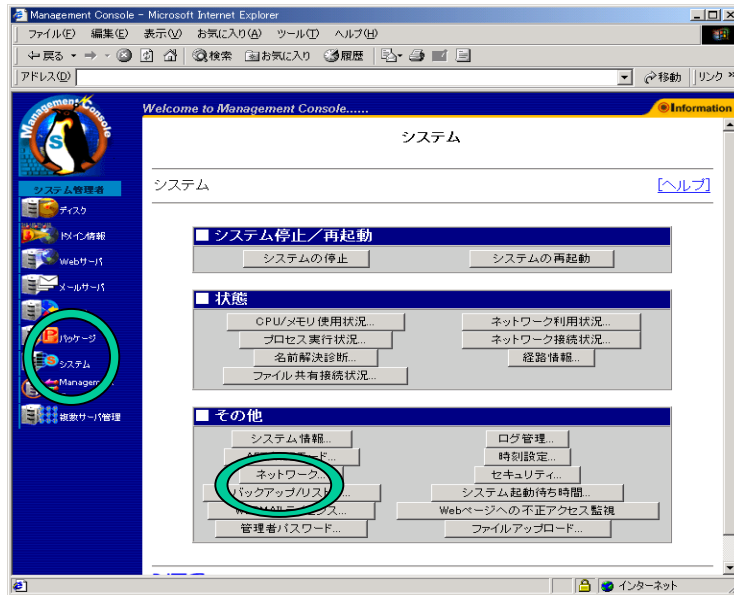 Management Console - Microsoft Internet Explorer
ファイル(F) 編集(E) 表示(V) お気に入り(A) ツール(T) ヘルプ(H)
戻る 検索 お気に入り 履歴
アドレス(D) 移動 リンク »
Management Console
Welcome to Management Console......
Information
システム
システム管理者
ディスク
ドメイン情報
Webサーバ
メールサーバ
パッケージ
システム
複数サーバ管理
システム [ヘルプ]
■ システム停止／再起動
システムの停止 システムの再起動
■ 状態
CPU/メモリ使用状況... ネットワーク利用状況...
プロセス実行状況... ネットワーク接続状況...
名前解決診断... 経路情報...
ファイル共有接続状況...
■ その他
システム情報... ログ管理...
時刻設定...
ネットワーク... セキュリティ...
システム起動待ち時間...
Webページへの不正アクセス監視
管理者パスワード... ファイルアップロード...
インターネット